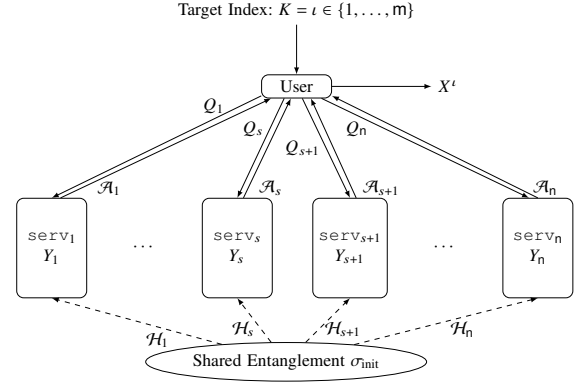 Target Index: K = ι ∈ {1, . . . , m}
User
X^ι
Q_1
Q_s
Q_{s+1}
Q_n
𝒜_1
𝒜_s
𝒜_{s+1}
𝒜_n
serv_1
Y_1
. . .
serv_s
Y_s
serv_{s+1}
Y_{s+1}
. . .
serv_n
Y_n
ℋ_1
ℋ_s
ℋ_{s+1}
ℋ_n
Shared Entanglement σ_init